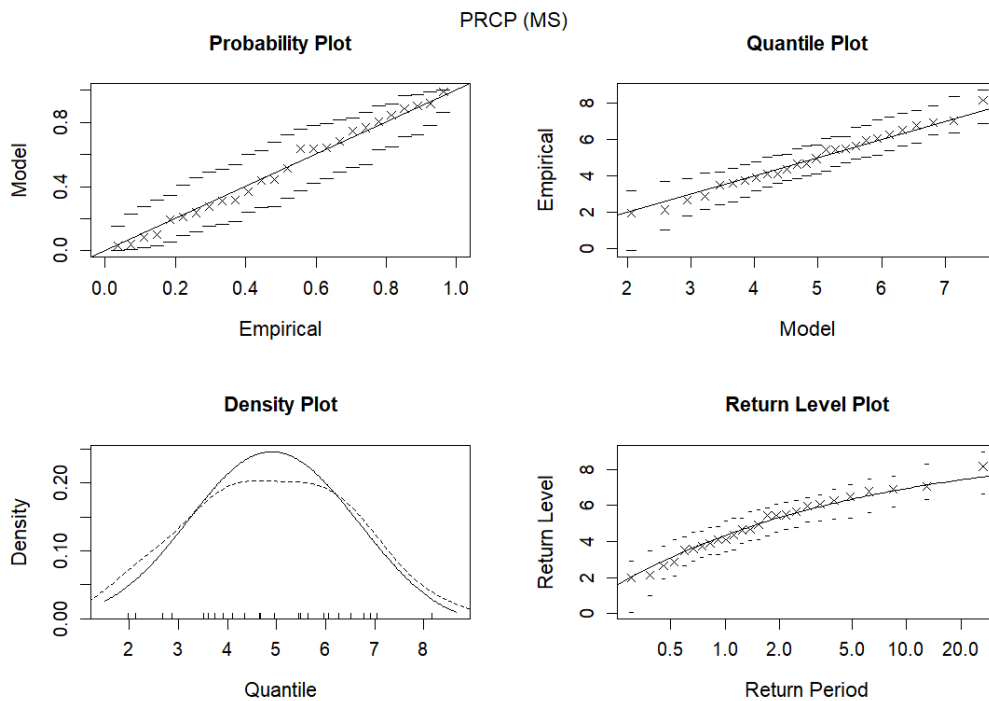 PRCP (MS)
Probability Plot
Model
0.0 0.4 0.8
0.0 0.2 0.4 0.6 0.8 1.0
Empirical
Quantile Plot
Empirical
0 2 4 6 8
2 3 4 5 6 7
Model
Density Plot
Density
0.00 0.10 0.20
2 3 4 5 6 7 8
Quantile
Return Level Plot
Return Level
0 2 4 6 8
0.5 1.0 2.0 5.0 10.0 20.0
Return Period